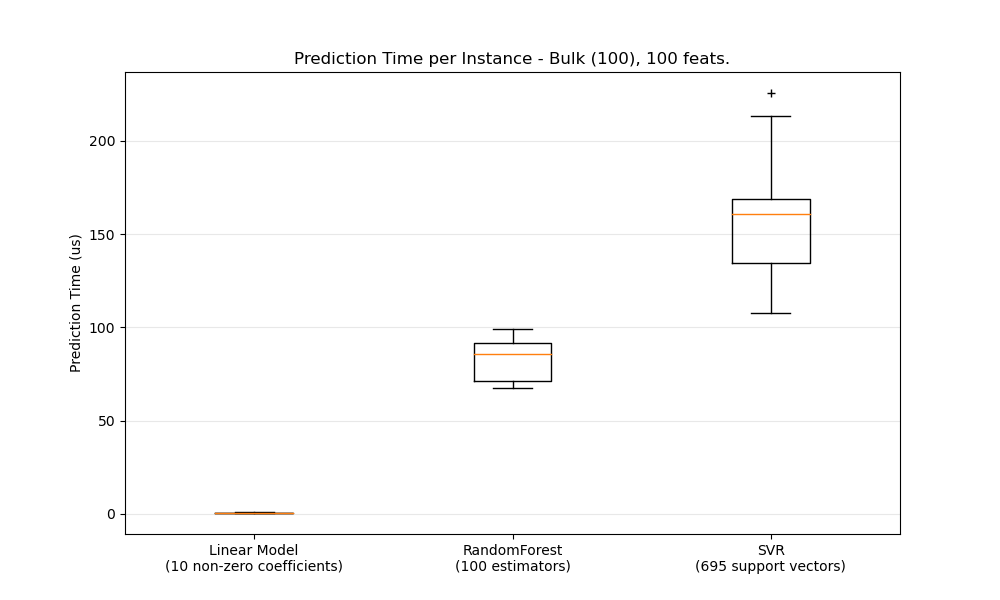 Prediction Time per Instance - Bulk (100), 100 feats.
Prediction Time (us)
200
150
100
50
0
Linear Model
(10 non-zero coefficients)
RandomForest
(100 estimators)
SVR
(695 support vectors)